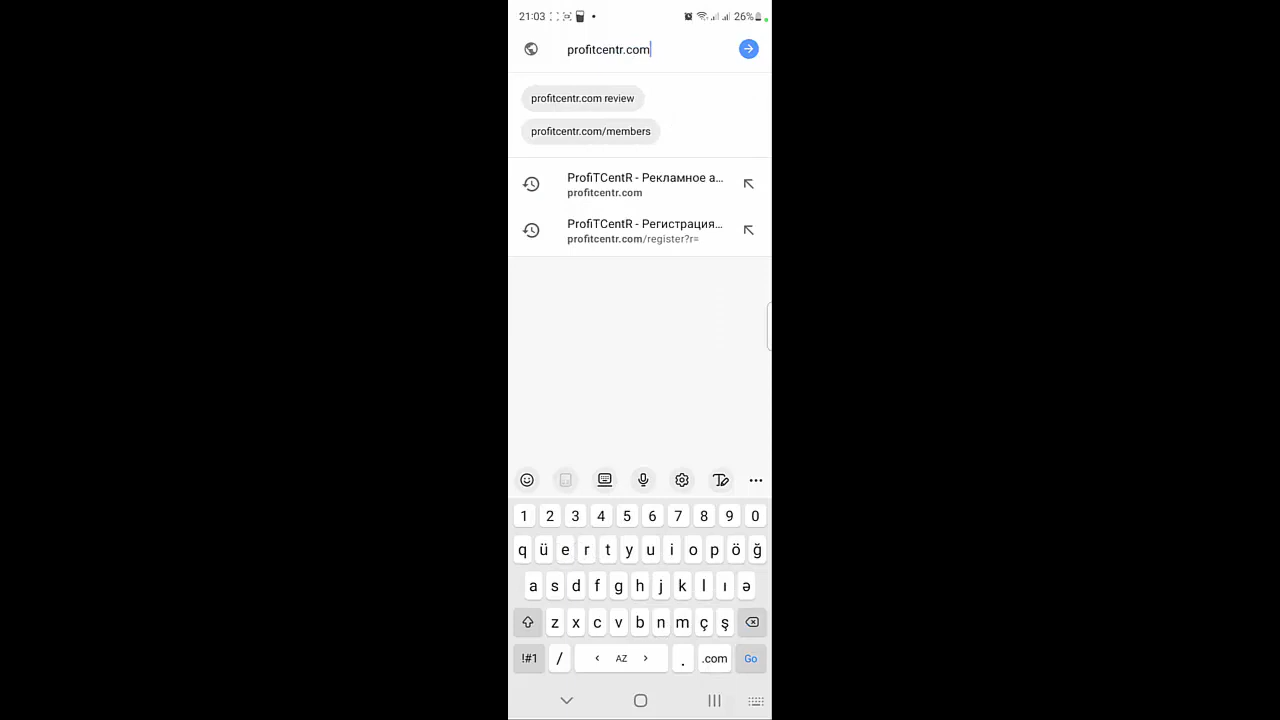 21:03 26%
profitcentr.com
profitcentr.com review
profitcentr.com/members
ProfiTCentR - Рекламное а...
profitcentr.com
ProfiTCentR - Регистрация...
profitcentr.com/register?r=
1 2 3 4 5 6 7 8 9 0
q ü e r t y u i o p ö ğ
a s d f g h j k l ı ə
z x c v b n m ç ş
!#1 / < AZ > . .com Go